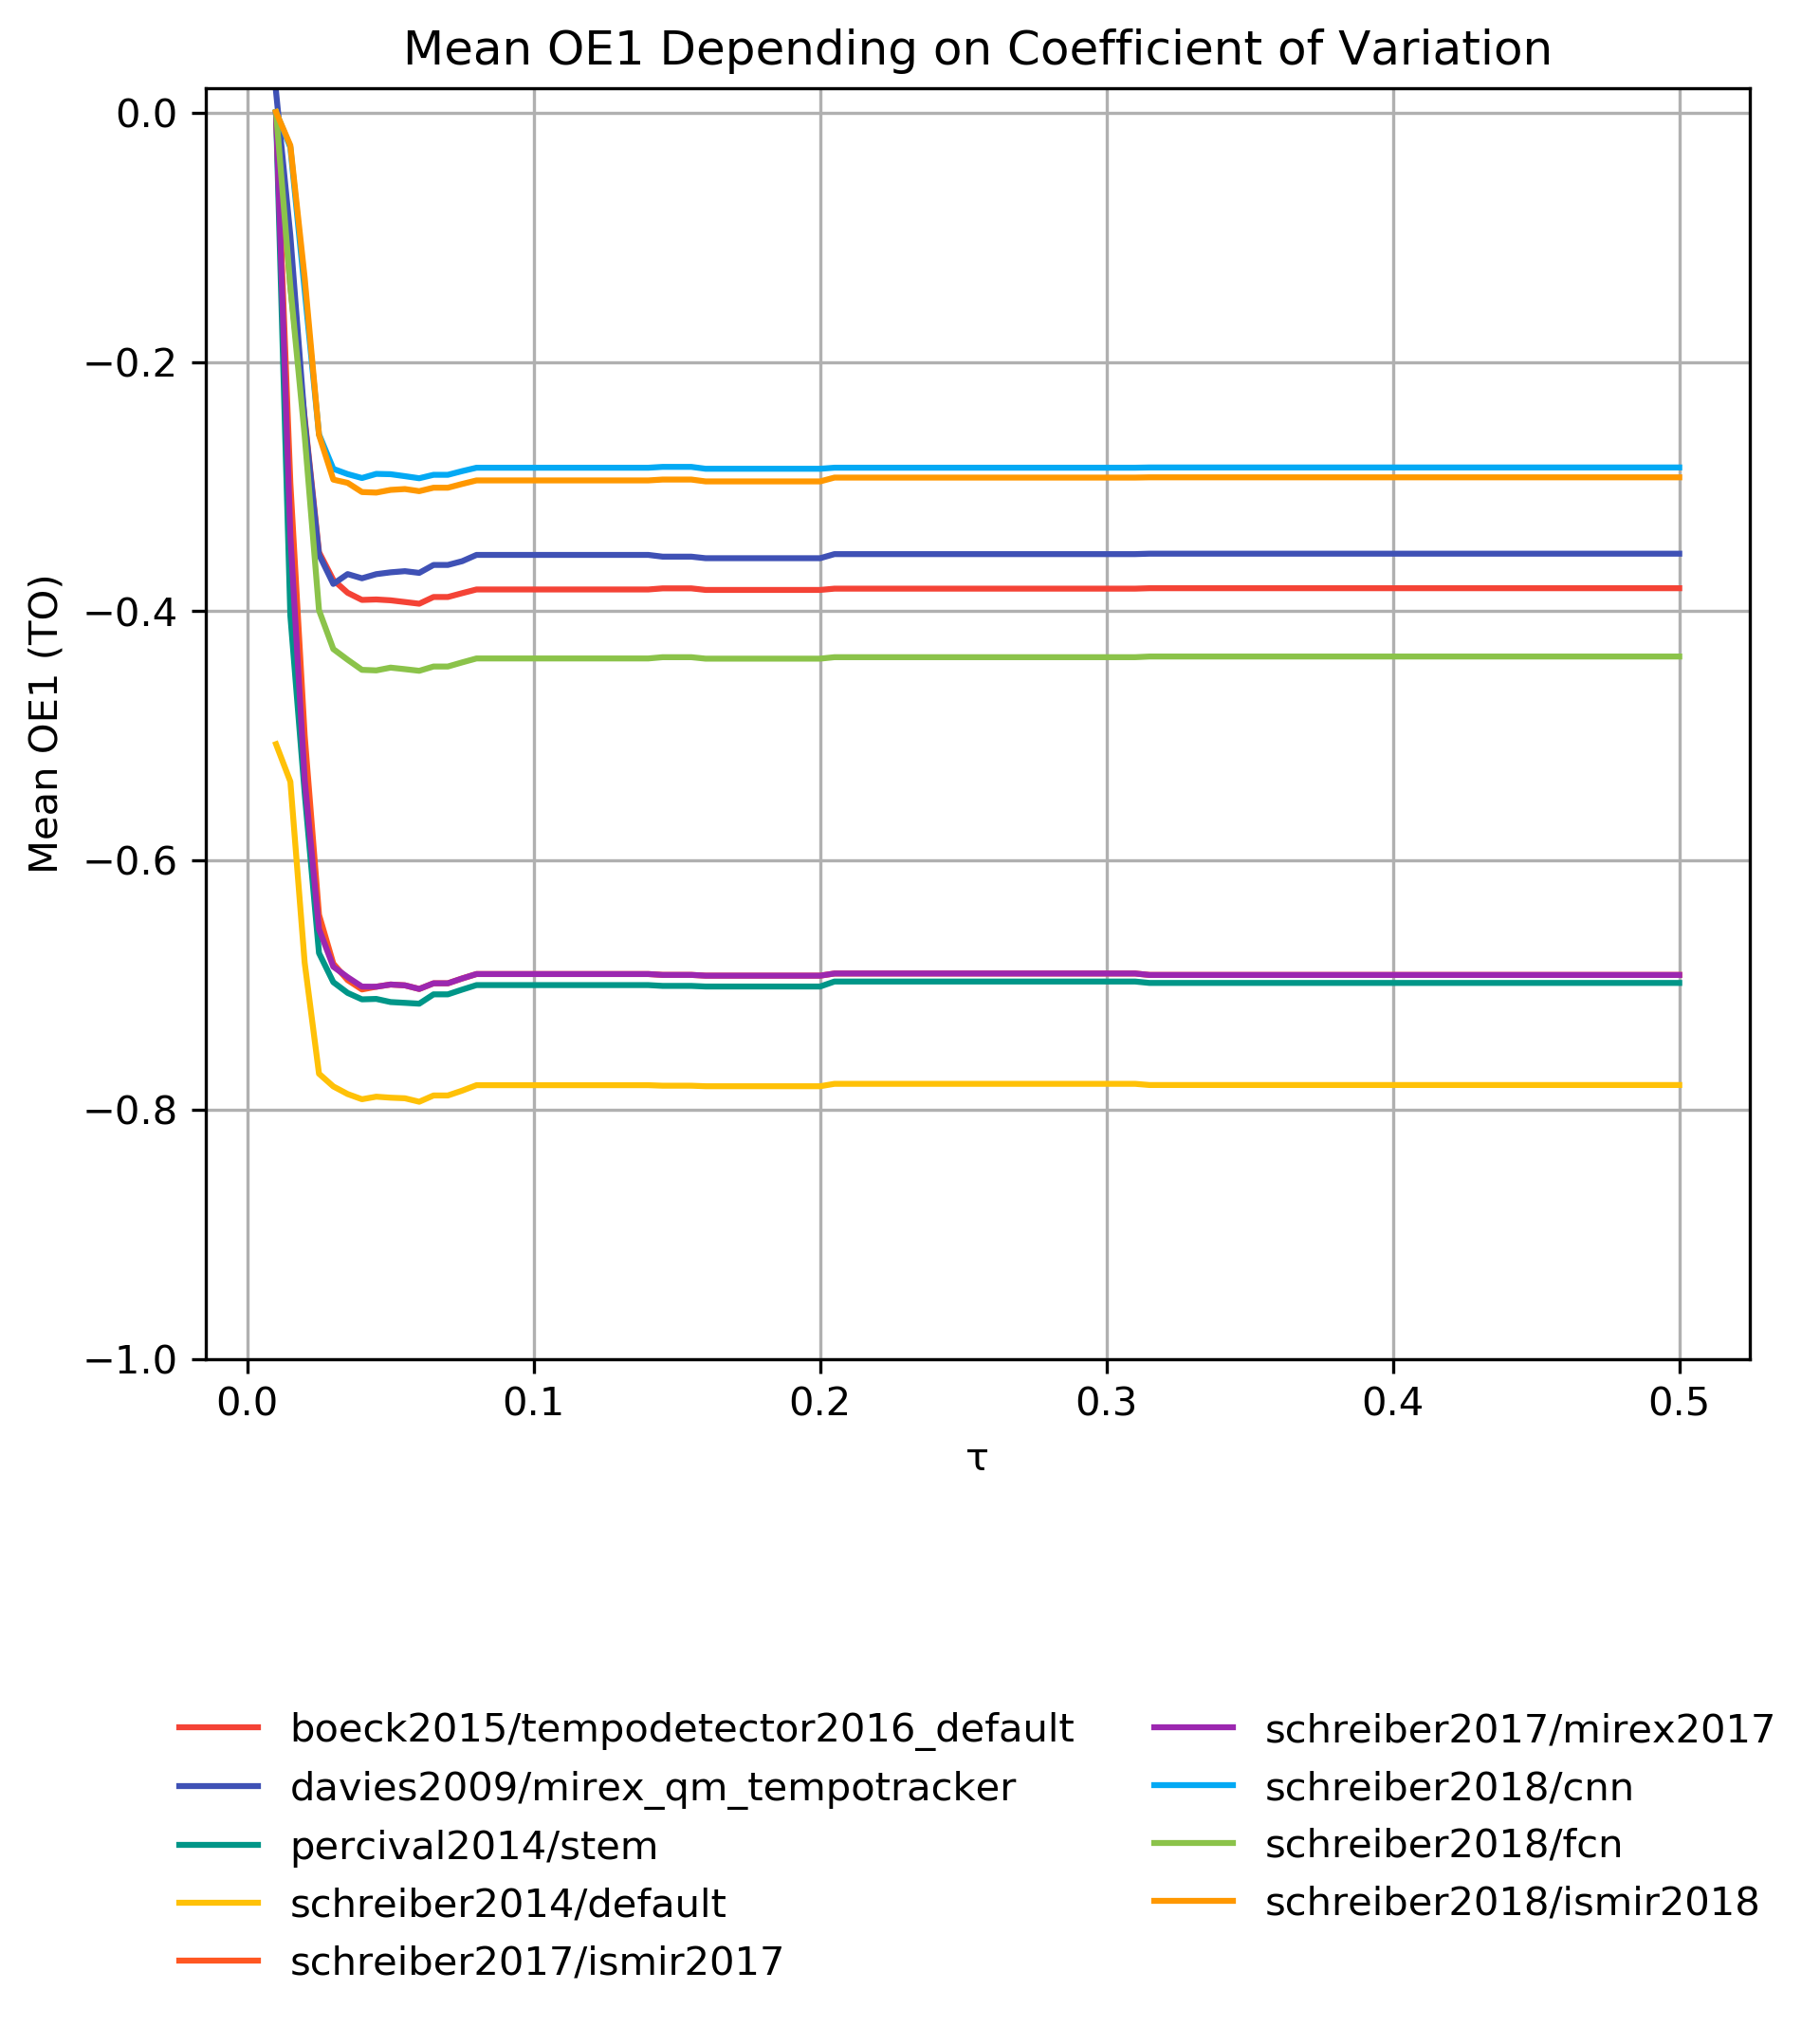 Mean OE1 Depending on Coefficient of Variation
Mean OE1 (TO)
0.0
−0.2
−0.4
−0.6
−0.8
−1.0
0.0 0.1 0.2 0.3 0.4 0.5
τ
boeck2015/tempodetector2016_default
davies2009/mirex_qm_tempotracker
percival2014/stem
schreiber2014/default
schreiber2017/ismir2017
schreiber2017/mirex2017
schreiber2018/cnn
schreiber2018/fcn
schreiber2018/ismir2018